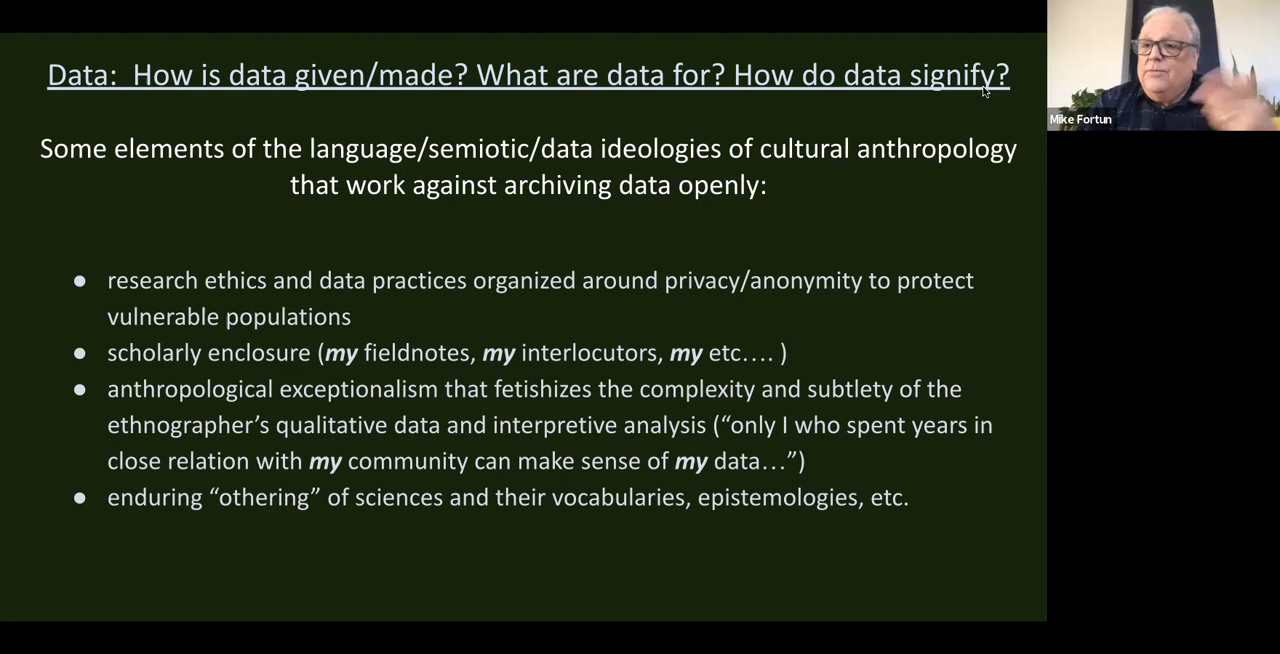 Data:  How is data given/made? What are data for? How do data signify?
Some elements of the language/semiotic/data ideologies of cultural anthropology
that work against archiving data openly:
● research ethics and data practices organized around privacy/anonymity to protect
vulnerable populations
● scholarly enclosure (my fieldnotes, my interlocutors, my etc.... )
● anthropological exceptionalism that fetishizes the complexity and subtlety of the
ethnographer’s qualitative data and interpretive analysis (“only I who spent years in
close relation with my community can make sense of my data...”)
● enduring “othering” of sciences and their vocabularies, epistemologies, etc.
Mike Fortun